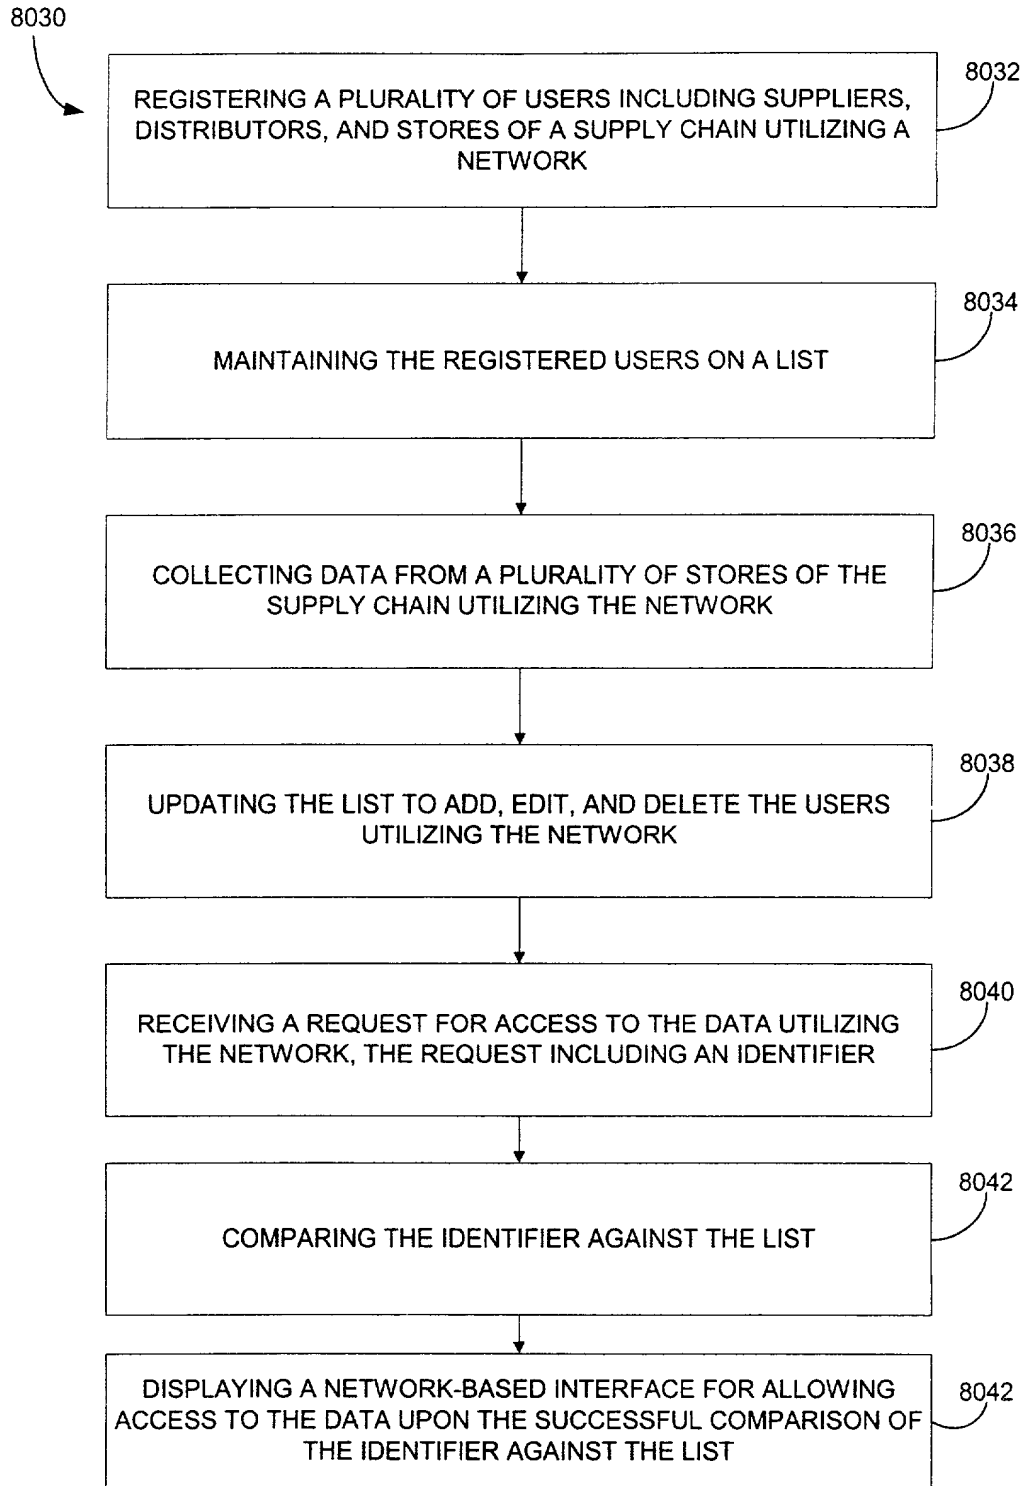 8030
8032
REGISTERING A PLURALITY OF USERS INCLUDING SUPPLIERS,
DISTRIBUTORS, AND STORES OF A SUPPLY CHAIN UTILIZING A
NETWORK
8034
MAINTAINING THE REGISTERED USERS ON A LIST
8036
COLLECTING DATA FROM A PLURALITY OF STORES OF THE
SUPPLY CHAIN UTILIZING THE NETWORK
8038
UPDATING THE LIST TO ADD, EDIT, AND DELETE THE USERS
UTILIZING THE NETWORK
8040
RECEIVING A REQUEST FOR ACCESS TO THE DATA UTILIZING
THE NETWORK, THE REQUEST INCLUDING AN IDENTIFIER
8042
COMPARING THE IDENTIFIER AGAINST THE LIST
8042
DISPLAYING A NETWORK-BASED INTERFACE FOR ALLOWING
ACCESS TO THE DATA UPON THE SUCCESSFUL COMPARISON OF
THE IDENTIFIER AGAINST THE LIST